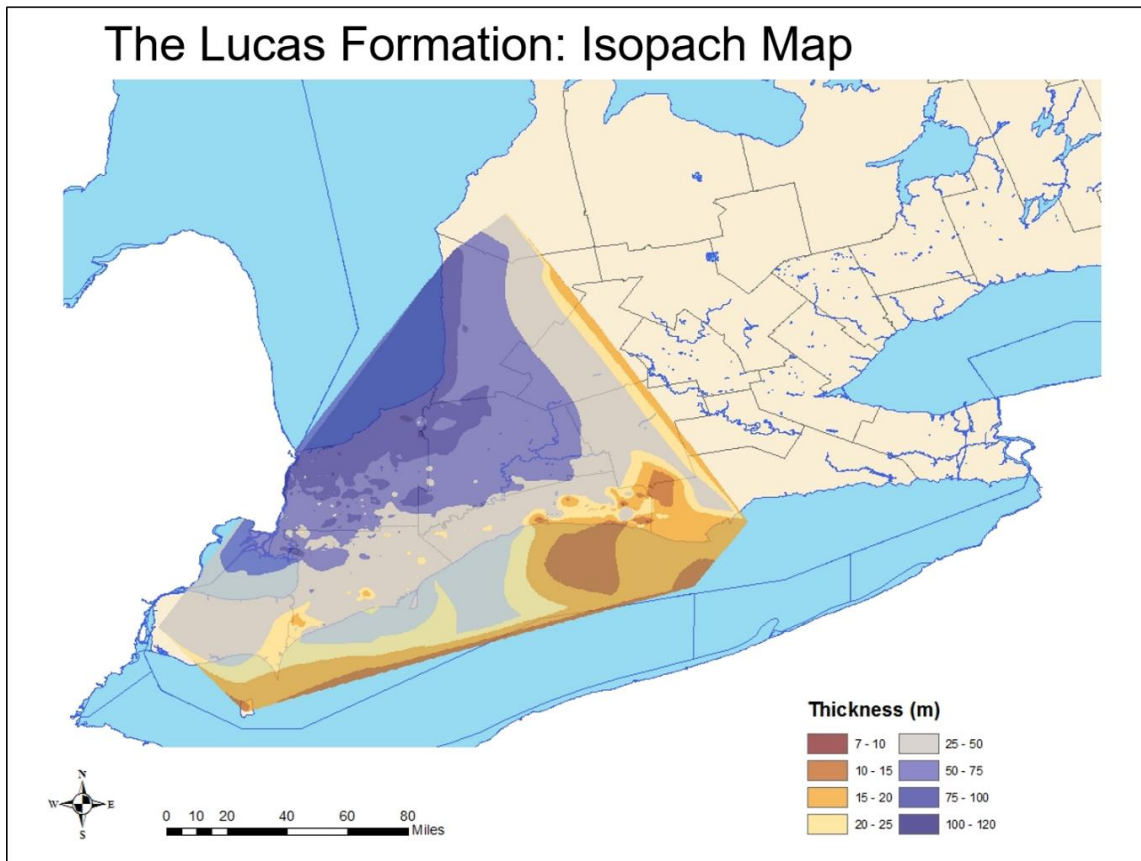 The Lucas Formation: Isopach Map
Thickness (m)
7 - 10
10 - 15
15 - 20
20 - 25
25 - 50
50 - 75
75 - 100
100 - 120
N
W E
S
0 10 20 40 60 80
Miles